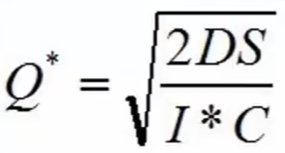 Q* = √(2DS / I * C)